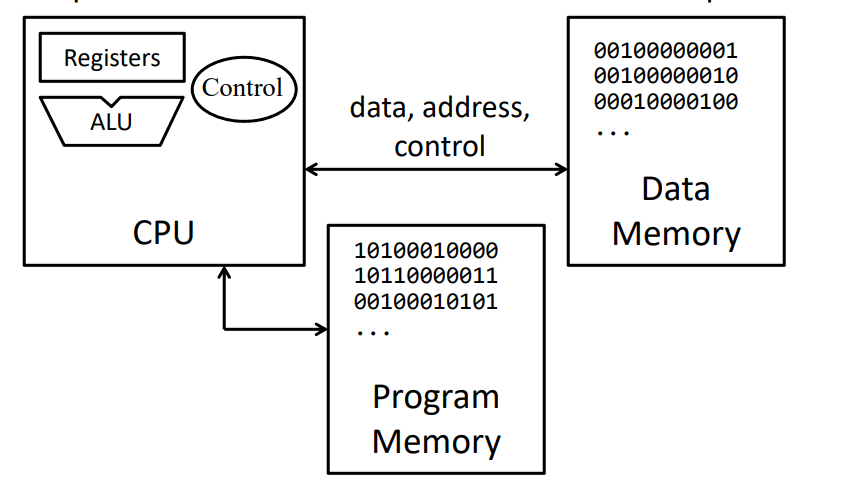 Registers
Control
ALU
CPU
data, address,
control
00100000001
00100000010
00010000100
...
Data
Memory
10100010000
10110000011
00100010101
...
Program
Memory